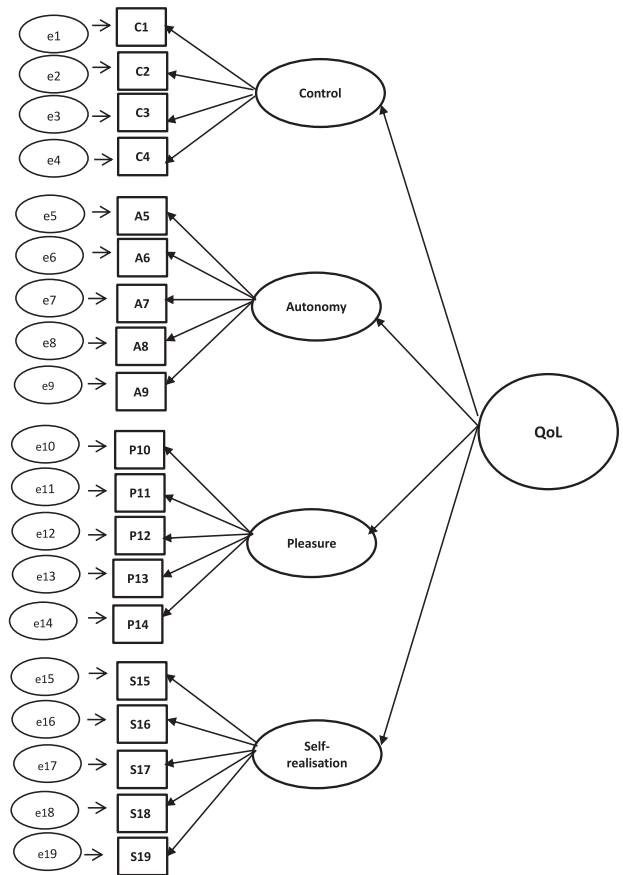 e1
C1
e2
C2
e3
C3
e4
C4
Control
e5
A5
e6
A6
e7
A7
e8
A8
e9
A9
Autonomy
QoL
e10
P10
e11
P11
e12
P12
e13
P13
e14
P14
Pleasure
e15
S15
e16
S16
e17
S17
e18
S18
e19
S19
Self-
realisation